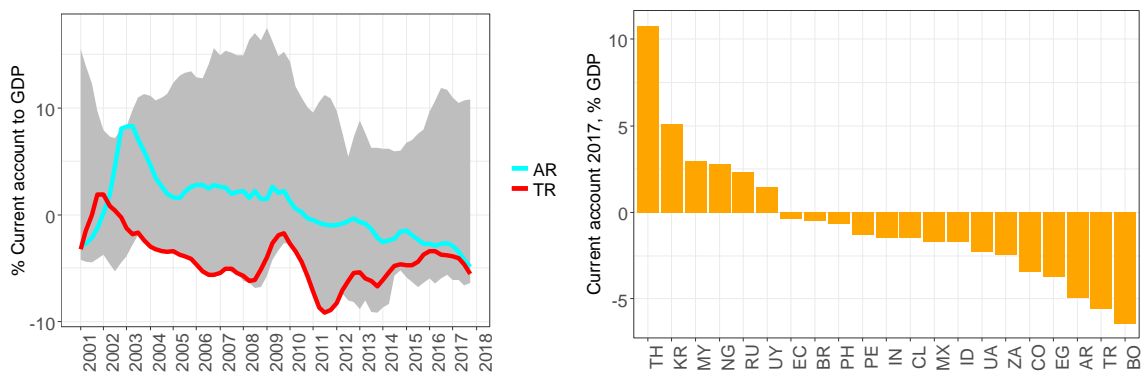 % Current account to GDP
10
0
-10
2001
2002
2003
2004
2005
2006
2007
2008
2009
2010
2011
2012
2013
2014
2015
2016
2017
2018
AR
TR
Current account 2017, % GDP
10
5
0
-5
TH
KR
MY
NG
RU
UY
EC
BR
PH
PE
IN
CL
MX
ID
UA
ZA
CO
EG
AR
TR
BO